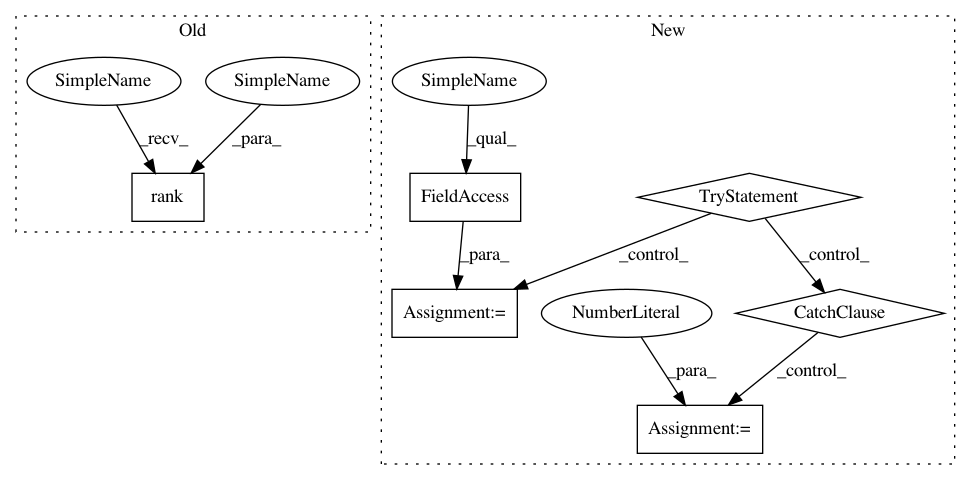 Old
New
SimpleName
SimpleName
SimpleName
_recv_
_para_
_qual_
rank
FieldAccess
TryStatement
_para_
_control_
_control_
Assignment:=
NumberLiteral
CatchClause
_para_
_control_
Assignment:=